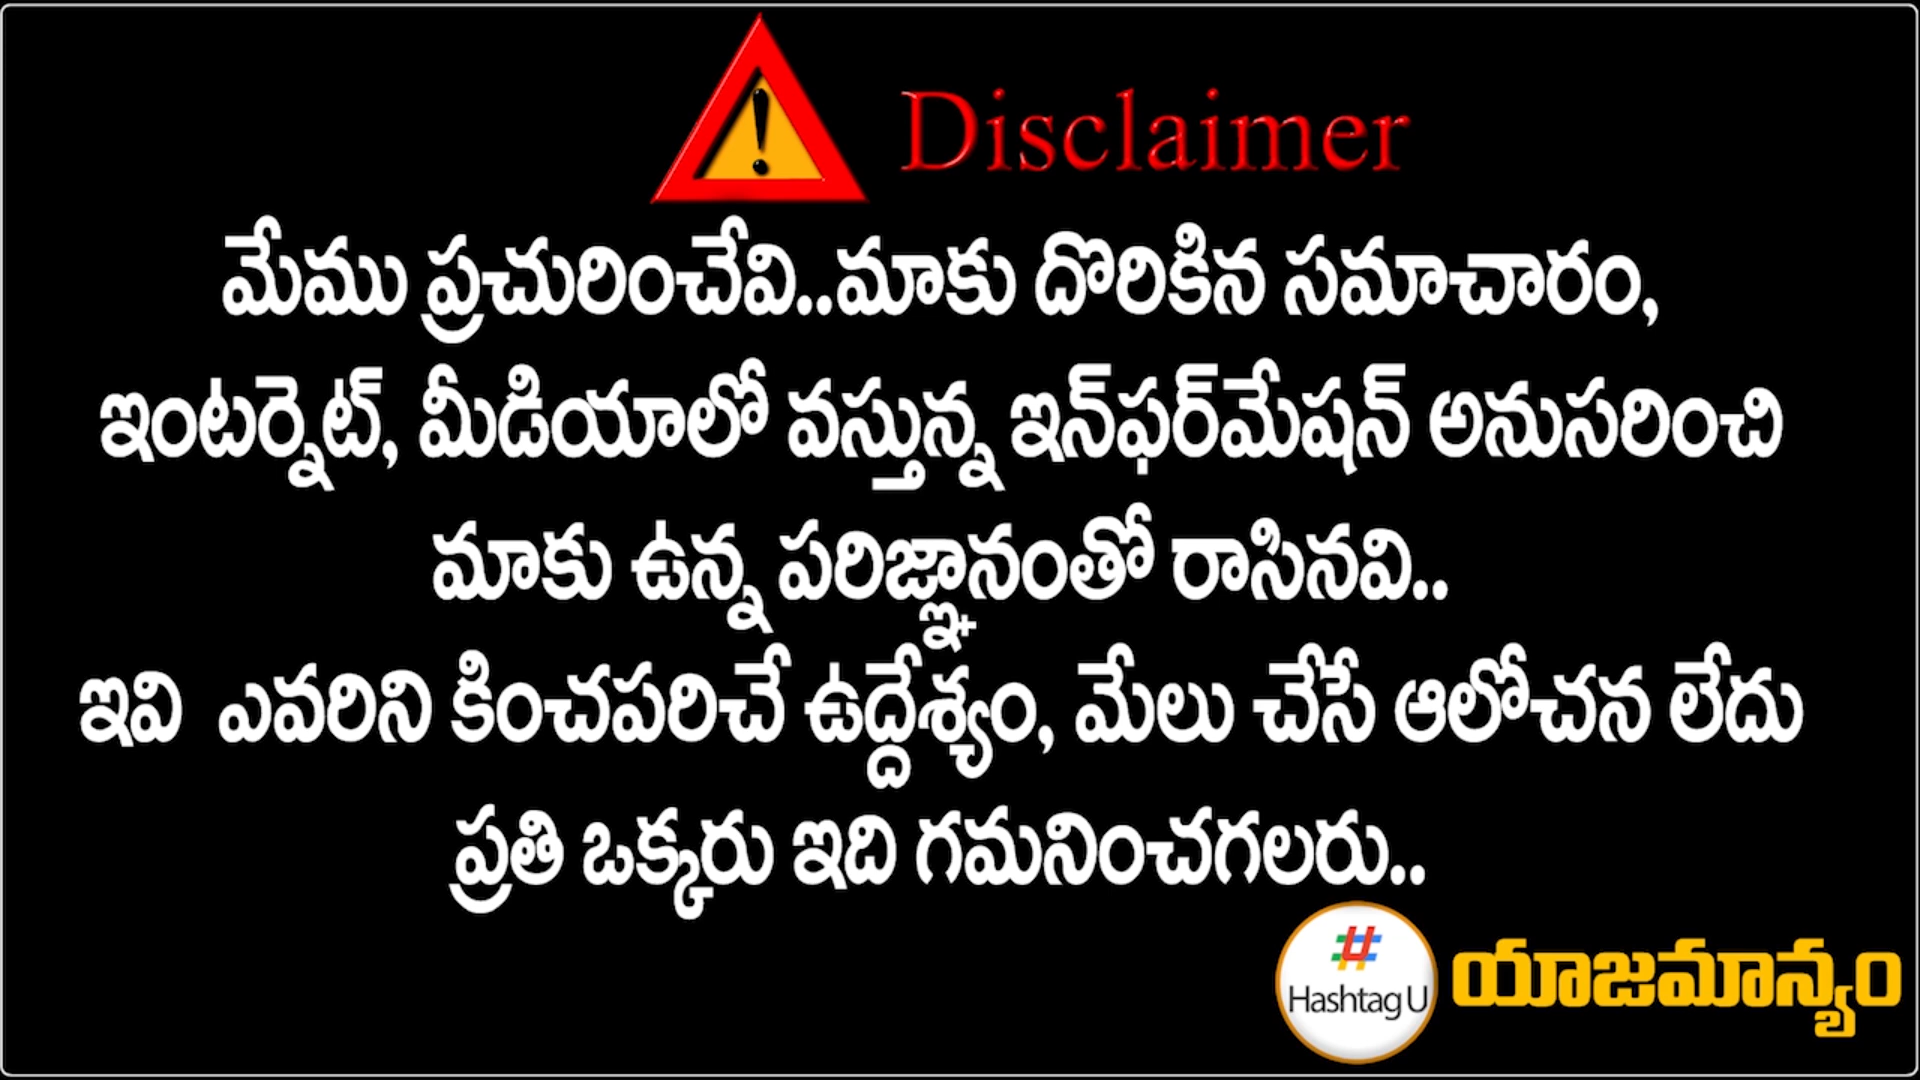 Disclaimer
మేము ప్రచురించేవి..మాకు దొరికిన సమాచారం,
ఇంటర్నెట్, మీడియాలో వస్తున్న ఇన్‌ఫర్‌మేషన్ అనుసరించి
మాకు ఉన్న పరిజ్ఞానంతో రాసినవి..
ఇవి ఎవరిని కించపరిచే ఉద్దేశ్యం, మేలు చేసే ఆలోచన లేదు
ప్రతి ఒక్కరు ఇది గమనించగలరు..
# Hashtag U యాజమాన్యం